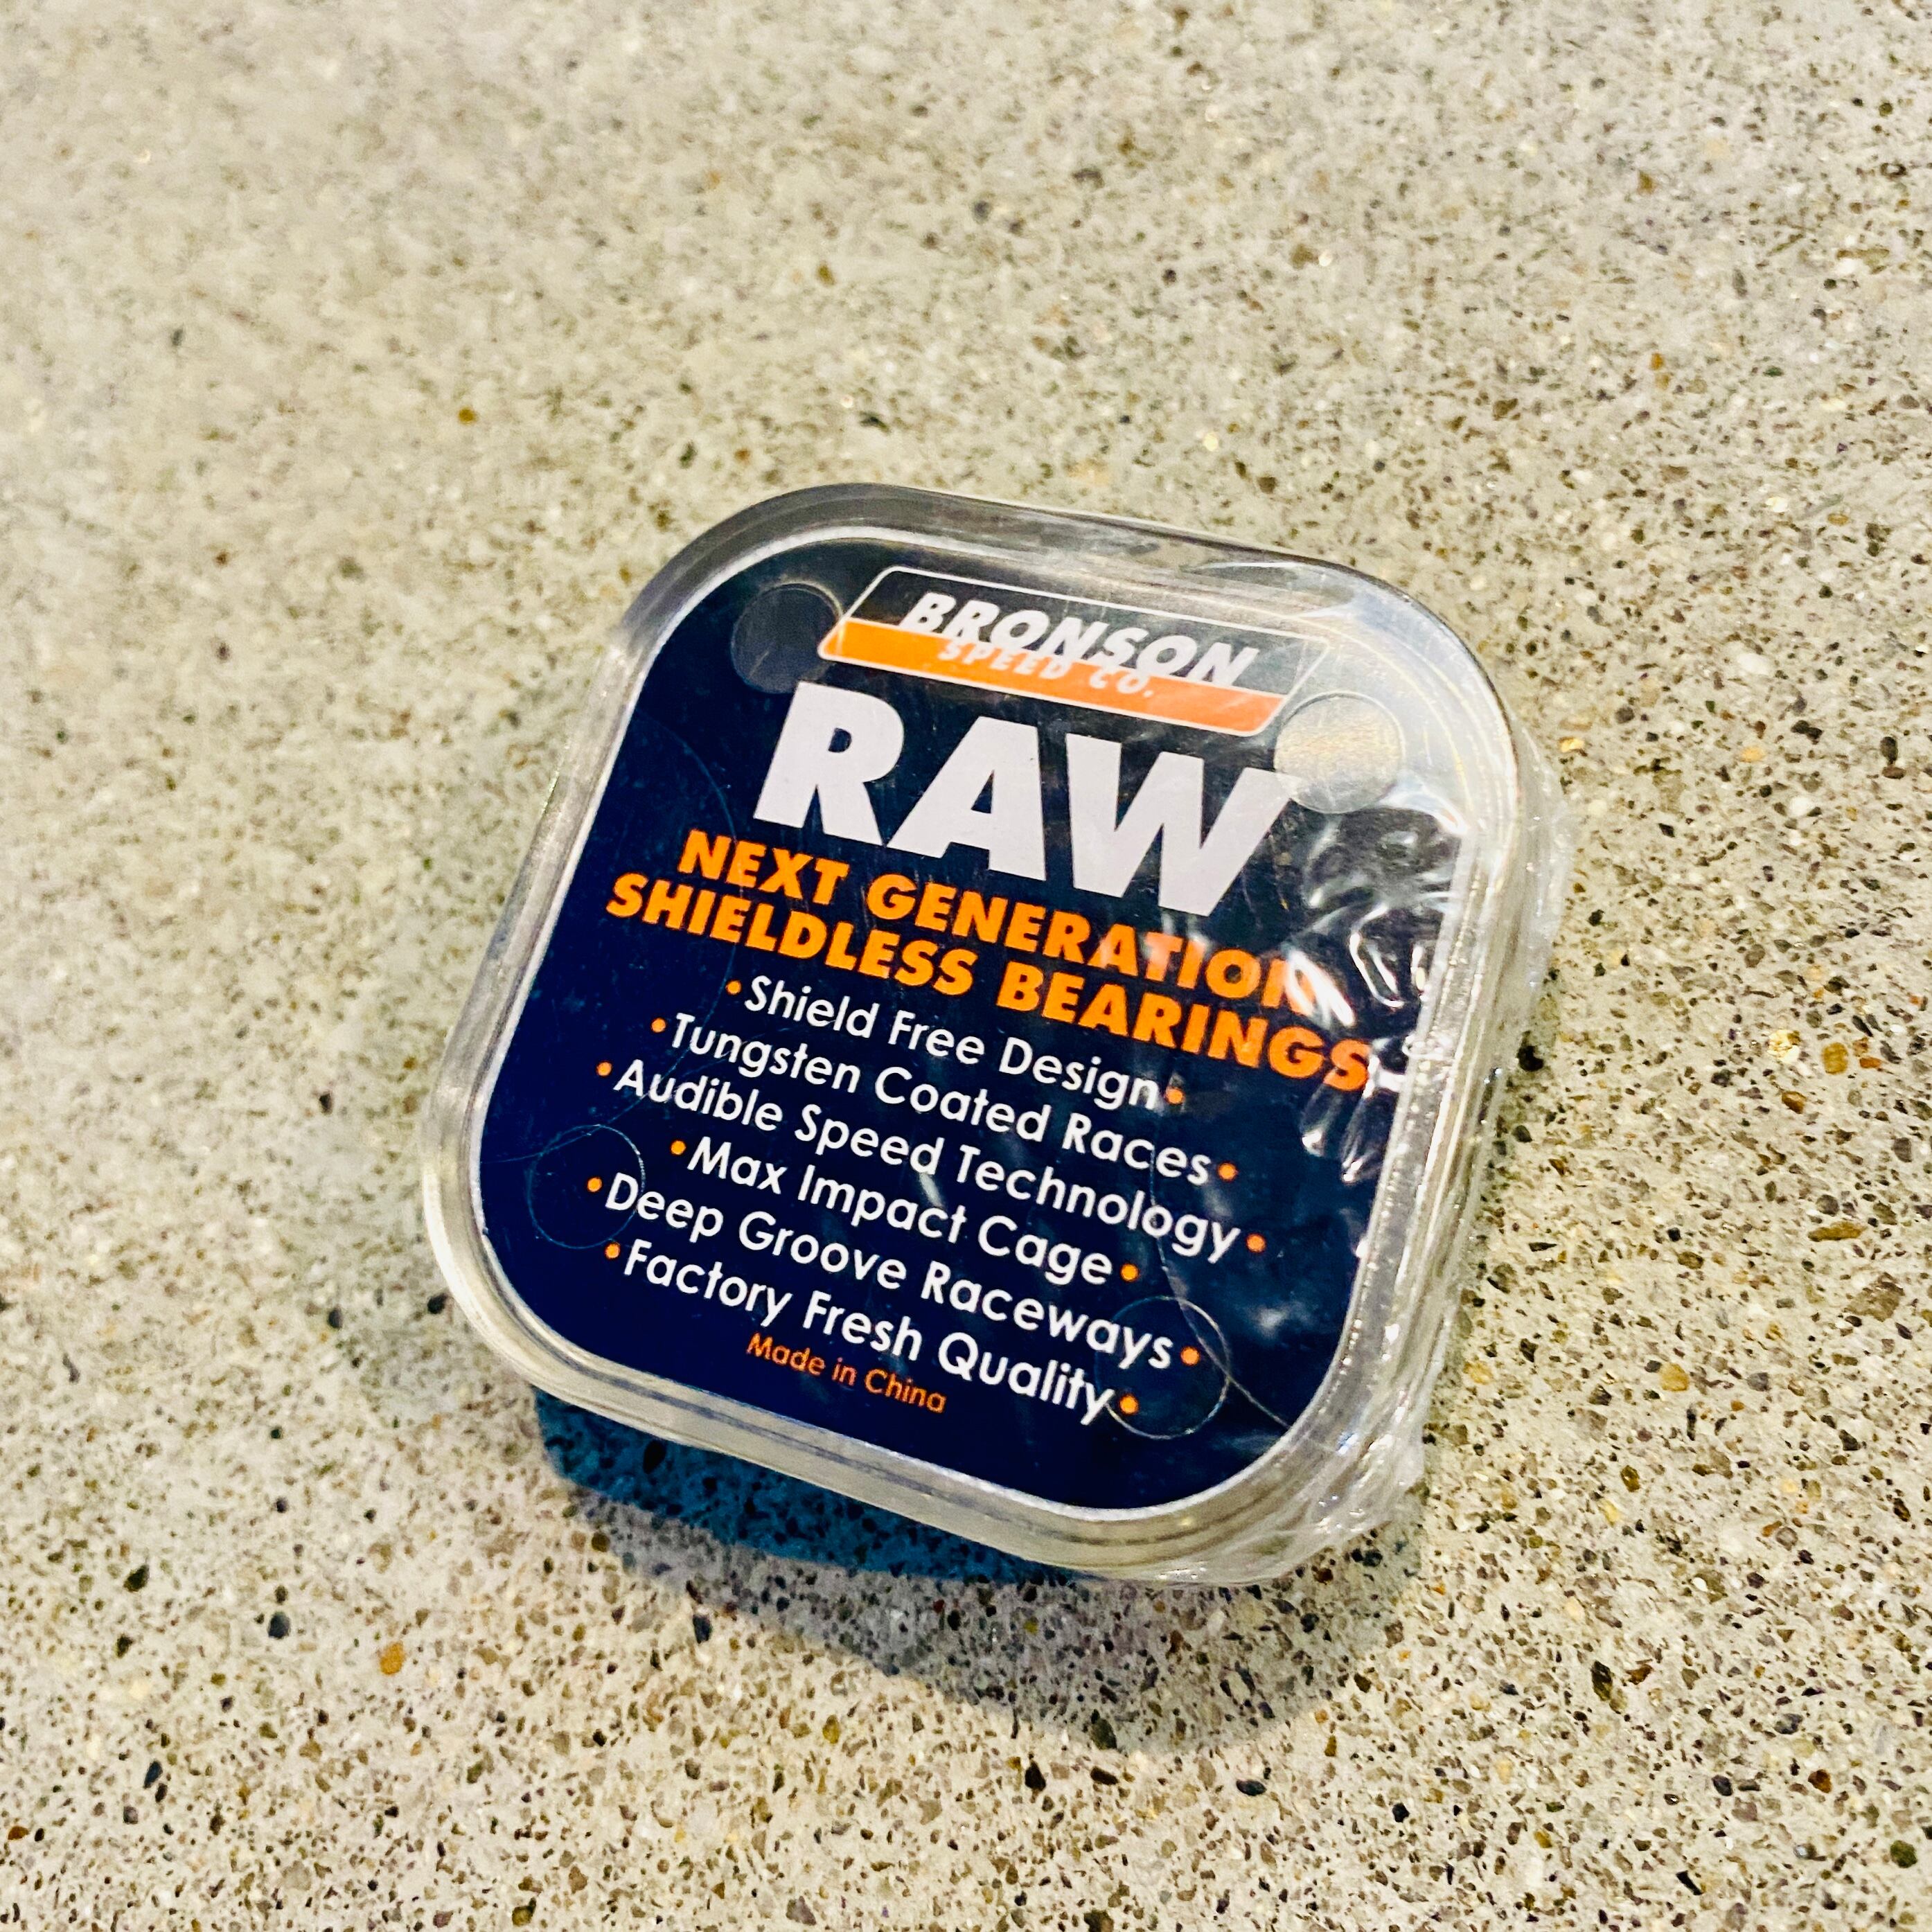 BRONSON
SPEED CO.
RAW
NEXT GENERATION
SHIELDLESS BEARINGS
•Shield Free Design•
•Tungsten Coated Races•
•Audible Speed Technology•
•Max Impact Cage•
•Deep Groove Raceways•
•Factory Fresh Quality•
Made in China